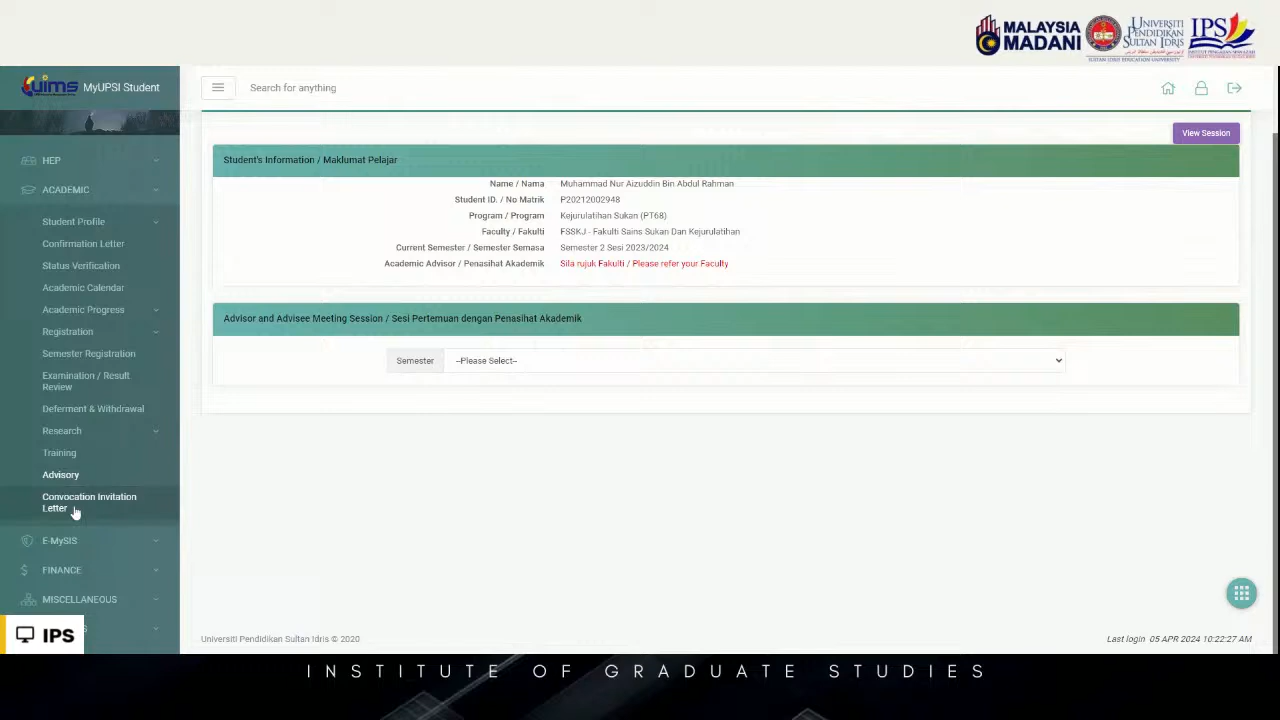 MALAYSIA
MADANI
UNIVERSITI
PENDIDIKAN
SULTAN IDRIS
SULTAN IDRIS EDUCATION UNIVERSITY
IPS
uims MyUPSI Student
Search for anything
View Session
HEP
ACADEMIC
Student Profile
Confirmation Letter
Status Verification
Academic Calendar
Academic Progress
Registration
Semester Registration
Examination / Result
Review
Deferment & Withdrawal
Research
Training
Advisory
Convocation Invitation
Letter
E-MySIS
FINANCE
MISCELLANEOUS
IPS
Student's Information / Maklumat Pelajar
Name / Nama Muhammad Nur Aizuddin Bin Abdul Rahman
Student ID. / No Matrik P20212002948
Program / Program Kejurulatihan Sukan (PT68)
Faculty / Fakulti FSSKJ - Fakulti Sains Sukan Dan Kejurulatihan
Current Semester / Semester Semasa Semester 2 Sesi 2023/2024
Academic Advisor / Penasihat Akademik Sila rujuk Fakulti / Please refer your Faculty
Advisor and Advisee Meeting Session / Sesi Pertemuan dengan Penasihat Akademik
Semester --Please Select--
Universiti Pendidikan Sultan Idris © 2020
Last login 05 APR 2024 10:22:27 AM
INSTITUTE OF GRADUATE STUDIES